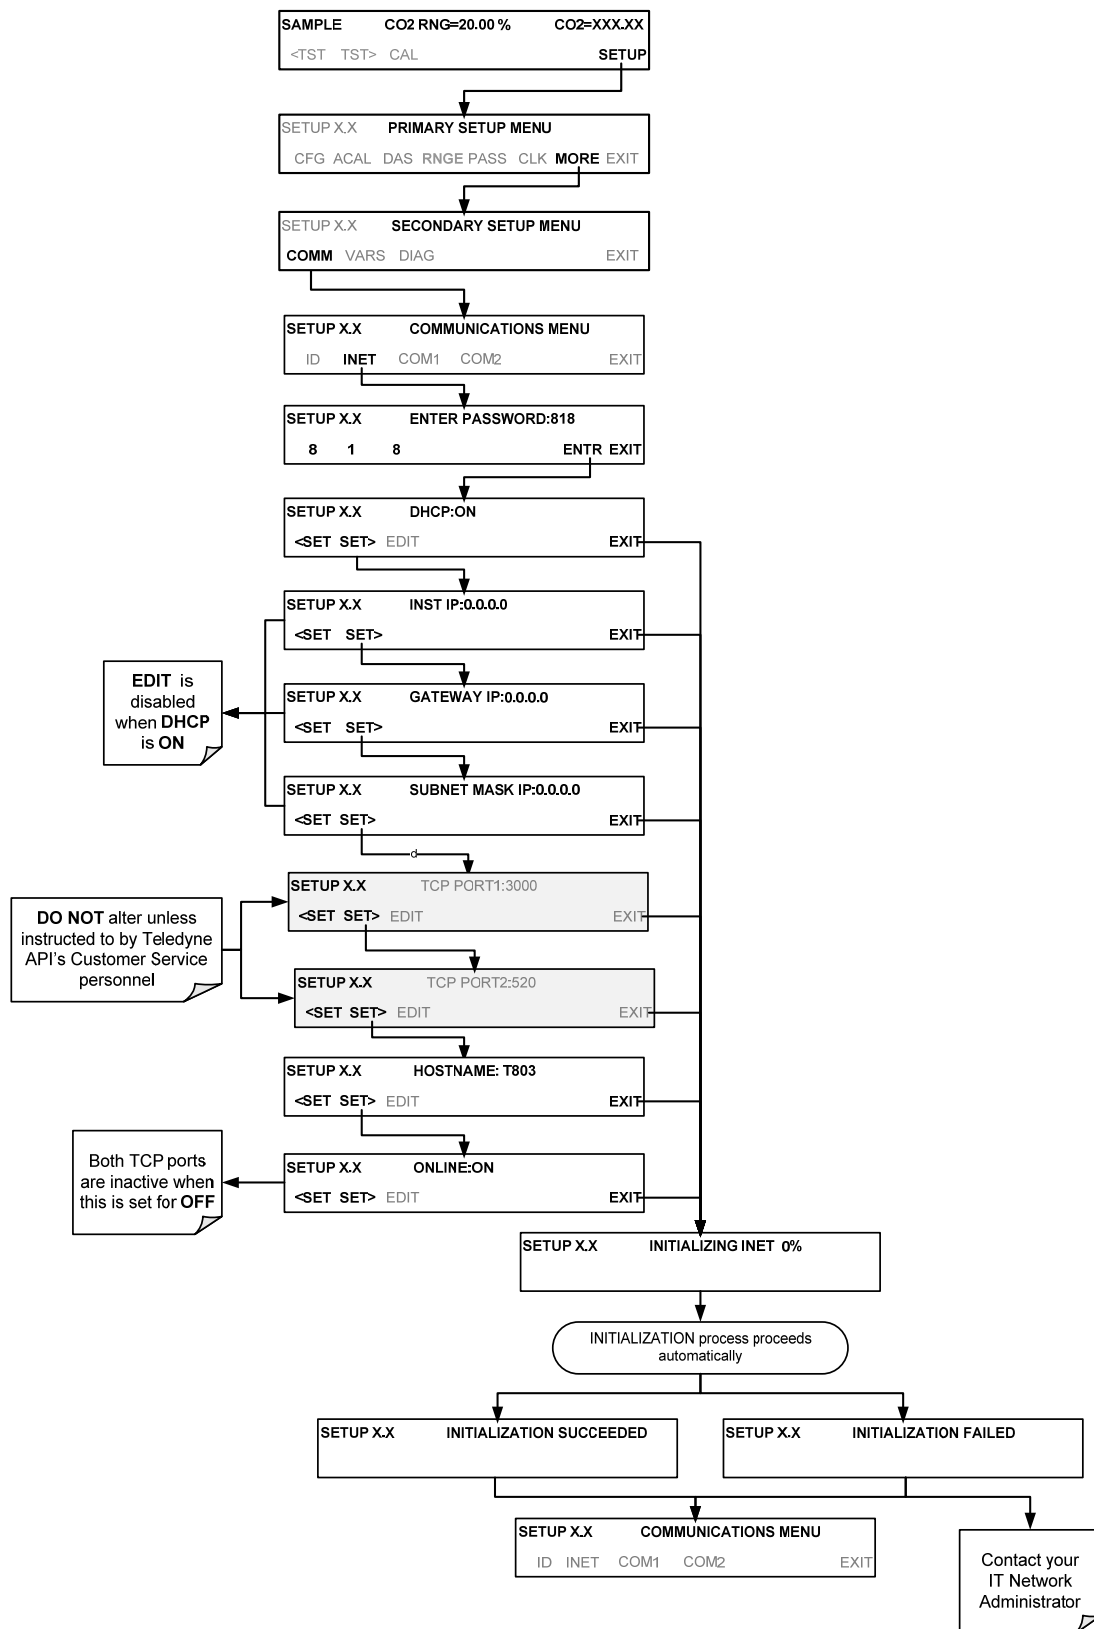 SAMPLE CO2 RNG=20.00 % CO2=XXX.XX
<TST TST> CAL SETUP
SETUP X.X PRIMARY SETUP MENU
CFG ACAL DAS RNGE PASS CLK MORE EXIT
SETUP X.X SECONDARY SETUP MENU
COMM VARS DIAG EXIT
SETUP X.X COMMUNICATIONS MENU
ID INET COM1 COM2 EXIT
SETUP X.X ENTER PASSWORD:818
8 1 8 ENTR EXIT
SETUP X.X DHCP:ON
<SET SET> EDIT EXIT
SETUP X.X INST IP:0.0.0.0
<SET SET> EXIT
EDIT is
disabled
when DHCP
is ON
SETUP X.X GATEWAY IP:0.0.0.0
<SET SET> EXIT
SETUP X.X SUBNET MASK IP:0.0.0.0
<SET SET> EXIT
d
SETUP X.X TCP PORT1:3000
<SET SET> EDIT EXIT
DO NOT alter unless
instructed to by Teledyne
API's Customer Service
personnel
SETUP X.X TCP PORT2:520
<SET SET> EDIT EXIT
SETUP X.X HOSTNAME: T803
<SET SET> EDIT EXIT
Both TCP ports
are inactive when
this is set for OFF
SETUP X.X ONLINE:ON
<SET SET> EDIT EXIT
SETUP X.X INITIALIZING INET 0%
INITIALIZATION process proceeds
automatically
SETUP X.X INITIALIZATION SUCCEEDED
SETUP X.X INITIALIZATION FAILED
SETUP X.X COMMUNICATIONS MENU
ID INET COM1 COM2 EXIT
Contact your
IT Network
Administrator